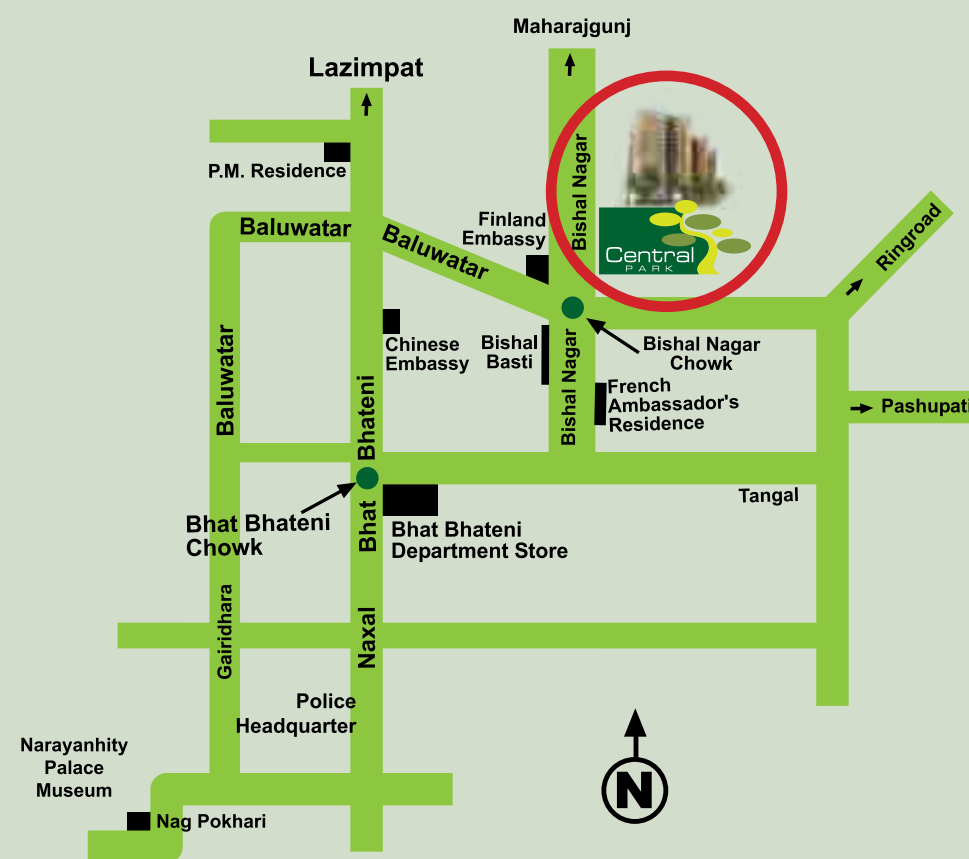 Maharajgunj
Lazimpat
P.M. Residence
Bishal Nagar
Central
PARK
Finland
Embassy
Baluwatar
Baluwatar
Ringroad
Chinese
Embassy
Bishal
Basti
Bishal Nagar
Chowk
Baluwatar
Bhat Bhateni
Bishal Nagar
French
Ambassador's
Residence
Pashupati
Tangal
Bhat Bhateni
Chowk
Bhat Bhateni
Department Store
Gairidhara
Naxal
Police
Headquarter
Narayanhity
Palace
Museum
Nag Pokhari
N